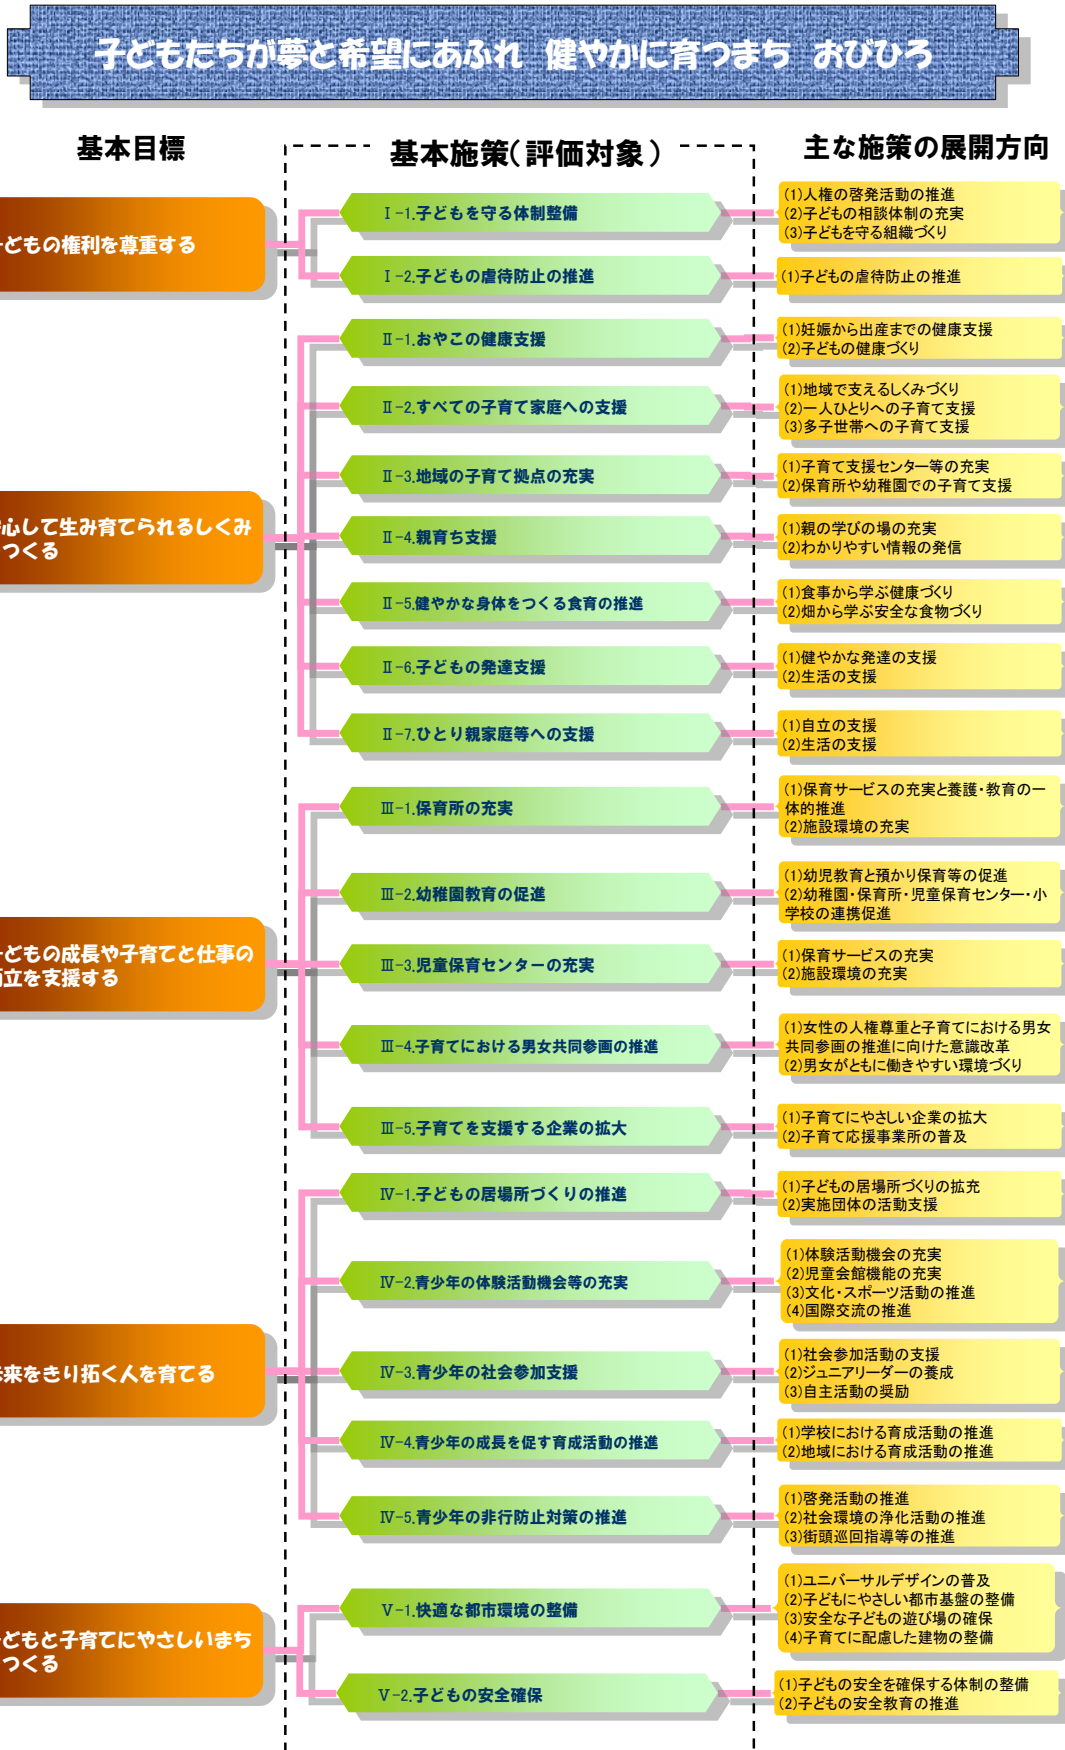 子どもたちが夢と希望にあふれ 健やかに育つまち おびひろ
基本目標
基本施策(評価対象)
主な施策の展開方向
どもの権利を尊重する
Ⅰ-1.子どもを守る体制整備
(1)人権の啓発活動の推進
(2)子どもの相談体制の充実
(3)子どもを守る組織づくり
Ⅰ-2.子どもの虐待防止の推進
(1)子どもの虐待防止の推進
心して生み育てられるしくみ
つくる
Ⅱ-1.おやこの健康支援
(1)妊娠から出産までの健康支援
(2)子どもの健康づくり
Ⅱ-2.すべての子育て家庭への支援
(1)地域で支えるしくみづくり
(2)一人ひとりへの子育て支援
(3)多子世帯への子育て支援
Ⅱ-3.地域の子育て拠点の充実
(1)子育て支援センター等の充実
(2)保育所や幼稚園での子育て支援
Ⅱ-4.親育ち支援
(1)親の学びの場の充実
(2)わかりやすい情報の発信
Ⅱ-5.健やかな身体をつくる食育の推進
(1)食事から学ぶ健康づくり
(2)畑から学ぶ安全な食物づくり
Ⅱ-6.子どもの発達支援
(1)健やかな発達の支援
(2)生活の支援
Ⅱ-7.ひとり親家庭等への支援
(1)自立の支援
(2)生活の支援
どもの成長や子育てと仕事の
立を支援する
Ⅲ-1.保育所の充実
(1)保育サービスの充実と養護・教育の一
体的推進
(2)施設環境の充実
Ⅲ-2.幼稚園教育の促進
(1)幼児教育と預かり保育等の促進
(2)幼稚園・保育所・児童保育センター・小
学校の連携促進
Ⅲ-3.児童保育センターの充実
(1)保育サービスの充実
(2)施設環境の充実
Ⅲ-4.子育てにおける男女共同参画の推進
(1)女性の人権尊重と子育てにおける男女
共同参画の推進に向けた意識改革
(2)男女がともに働きやすい環境づくり
Ⅲ-5.子育てを支援する企業の拡大
(1)子育てにやさしい企業の拡大
(2)子育て応援事業所の普及
来をきり拓く人を育てる
Ⅳ-1.子どもの居場所づくりの推進
(1)子どもの居場所づくりの拡充
(2)実施団体の活動支援
Ⅳ-2.青少年の体験活動機会等の充実
(1)体験活動機会の充実
(2)児童会館機能の充実
(3)文化・スポーツ活動の推進
(4)国際交流の推進
Ⅳ-3.青少年の社会参加支援
(1)社会参加活動の支援
(2)ジュニアリーダーの養成
(3)自主活動の奨励
Ⅳ-4.青少年の成長を促す育成活動の推進
(1)学校における育成活動の推進
(2)地域における育成活動の推進
Ⅳ-5.青少年の非行防止対策の推進
(1)啓発活動の推進
(2)社会環境の浄化活動の推進
(3)街頭巡回指導等の推進
どもと子育てにやさしいまち
つくる
Ⅴ-1.快適な都市環境の整備
(1)ユニバーサルデザインの普及
(2)子どもにやさしい都市基盤の整備
(3)安全な子どもの遊び場の確保
(4)子育てに配慮した建物の整備
Ⅴ-2.子どもの安全確保
(1)子どもの安全を確保する体制の整備
(2)子どもの安全教育の推進